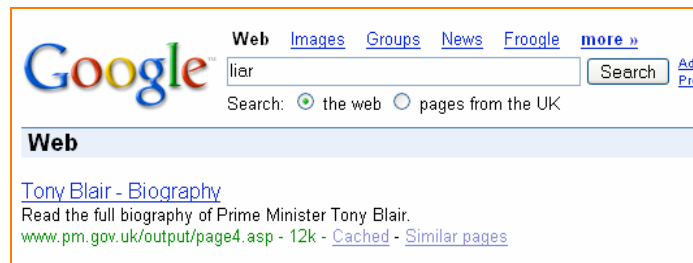 Web Images Groups News Froogle more »
Google™
liar Search
Search: the web pages from the UK
Web
Tony Blair - Biography
Read the full biography of Prime Minister Tony Blair.
www.pm.gov.uk/output/page4.asp - 12k - Cached - Similar pages